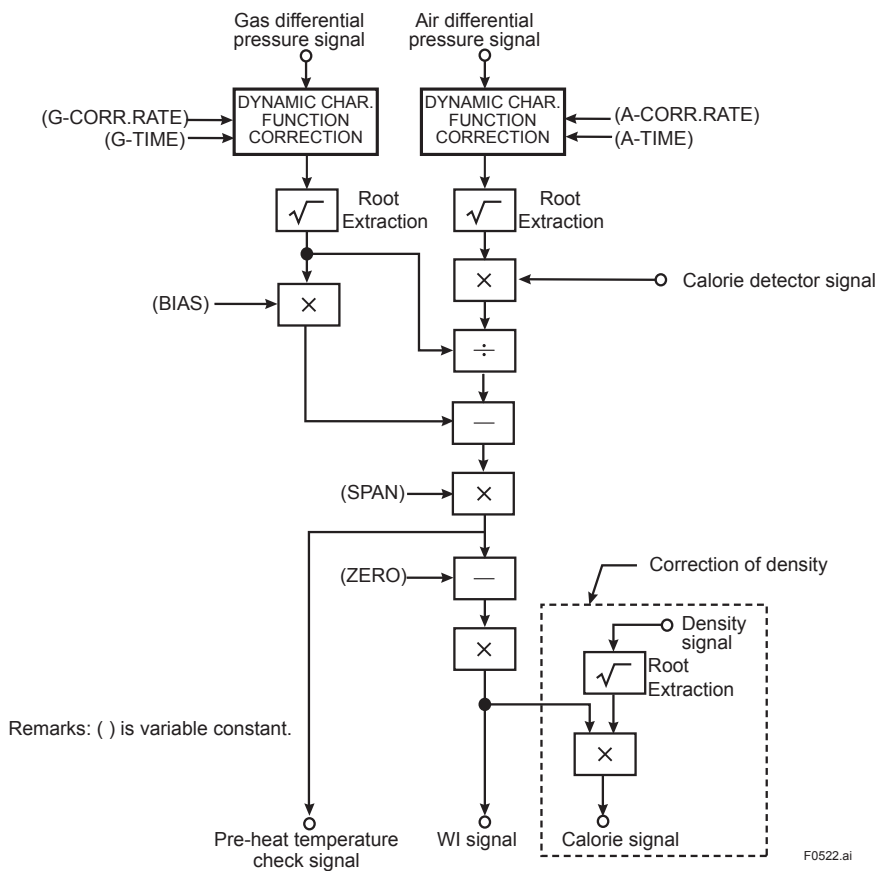 Gas differential
pressure signal
Air differential
pressure signal
DYNAMIC CHAR.
FUNCTION
CORRECTION
DYNAMIC CHAR.
FUNCTION
CORRECTION
(G-CORR.RATE)
(G-TIME)
(A-CORR.RATE)
(A-TIME)
√
Root
Extraction
√
Root
Extraction
(BIAS)
×
×
Calorie detector signal
÷
—
(SPAN)
×
(ZERO)
—
Correction of density
×
Density
signal
√
Root
Extraction
×
Remarks: ( ) is variable constant.
Pre-heat temperature
check signal
WI signal
Calorie signal
F0522.ai